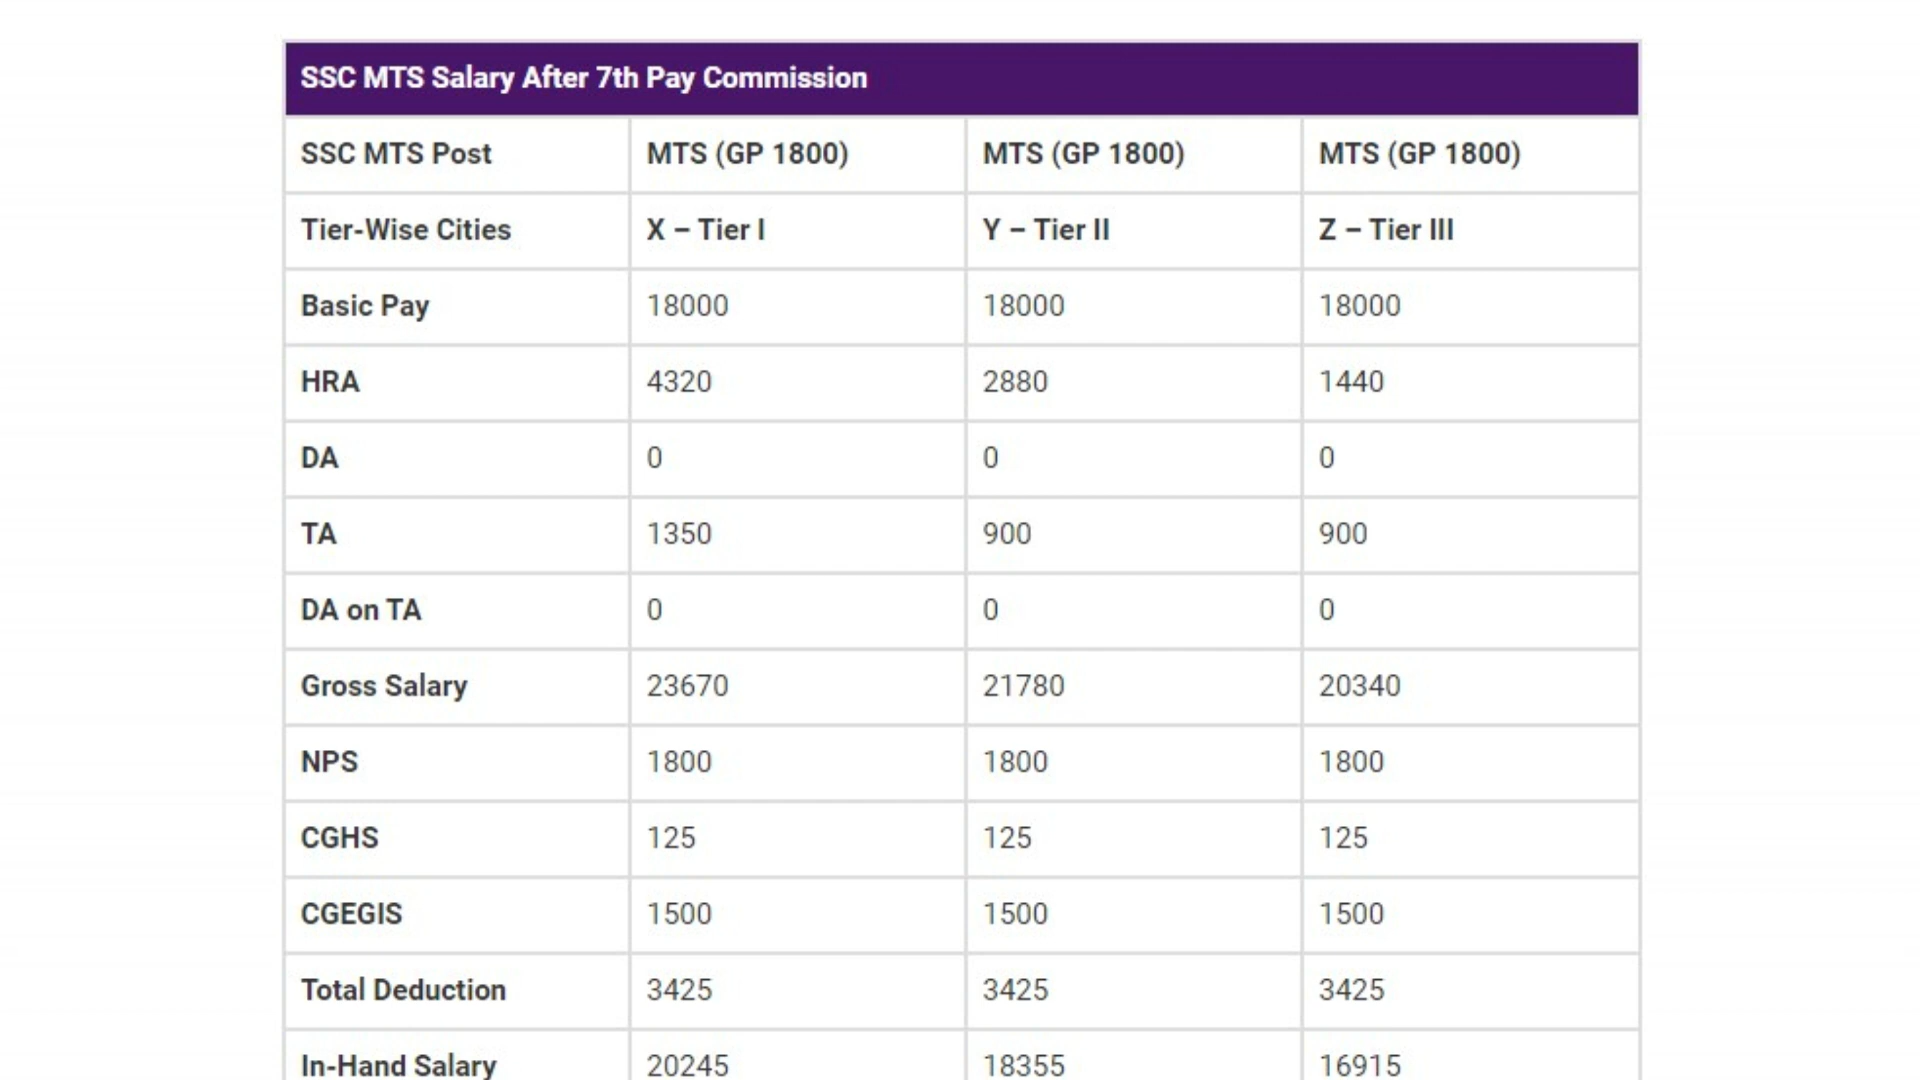 SSC MTS Salary After 7th Pay Commission
SSC MTS Post MTS (GP 1800) MTS (GP 1800) MTS (GP 1800)
Tier-Wise Cities X – Tier I Y – Tier II Z – Tier III
Basic Pay 18000 18000 18000
HRA 4320 2880 1440
DA 0 0 0
TA 1350 900 900
DA on TA 0 0 0
Gross Salary 23670 21780 20340
NPS 1800 1800 1800
CGHS 125 125 125
CGEGIS 1500 1500 1500
Total Deduction 3425 3425 3425
In-Hand Salary 20245 18355 16915